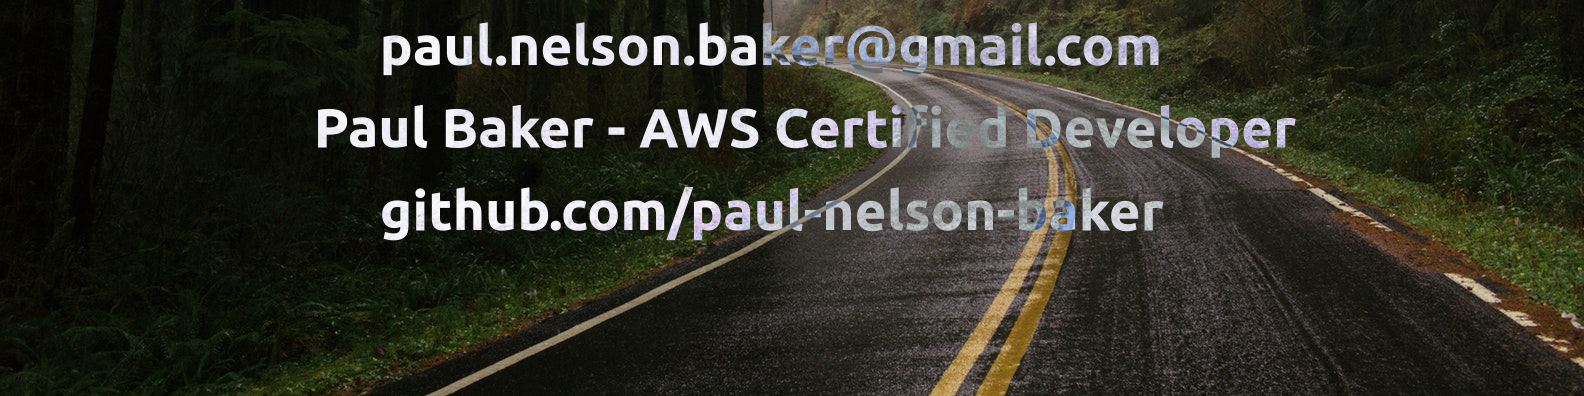 paul.nelson.baker@gmail.com
Paul Baker - AWS Certified Developer
github.com/paul-nelson-baker